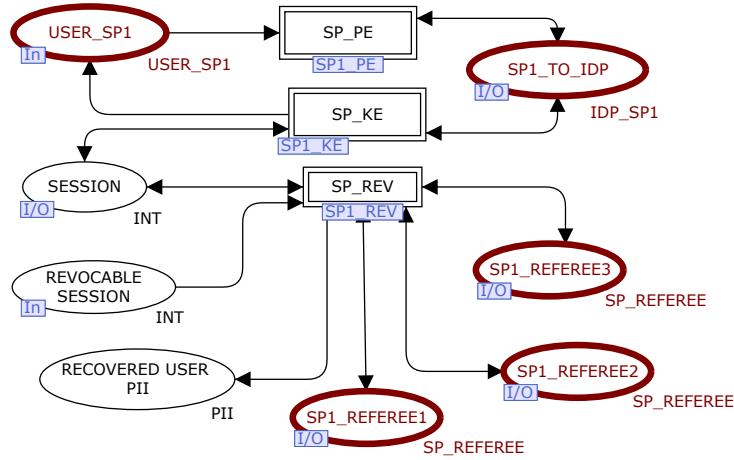 USER_SP1
In
USER_SP1
SP_PE
SP1_PE
SP1_TO_IDP
I/O
IDP_SP1
SP_KE
SP1_KE
SESSION
I/O
INT
SP_REV
SP1_REV
SP1_REFEREE3
I/O
SP_REFEREE
REVOCABLE
SESSION
In
INT
RECOVERED USER
PII
PII
SP1_REFEREE2
I/O
SP_REFEREE
SP1_REFEREE1
I/O
SP_REFEREE